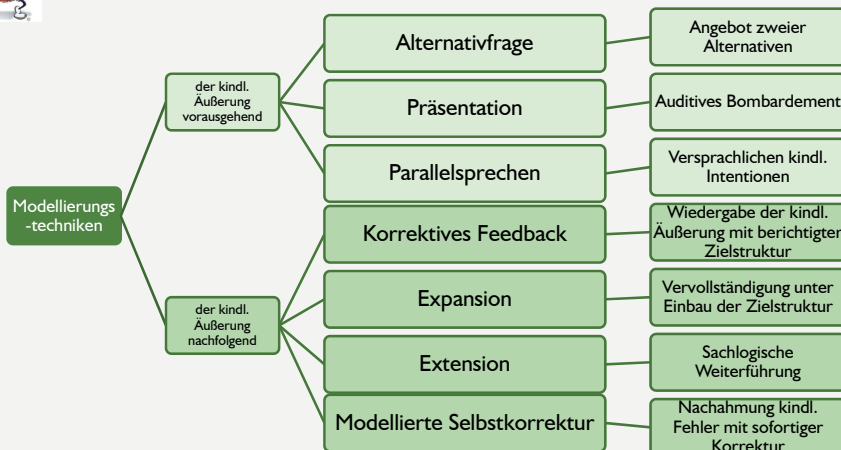 Modellierungs
-techniken
der kindl.
Äußerung
vorausgehend
Alternativfrage
Angebot zweier
Alternativen
Präsentation
Auditives Bombardement
Parallelsprechen
Versprachlichen kindl.
Intentionen
der kindl.
Äußerung
nachfolgend
Korrektives Feedback
Wiedergabe der kindl.
Äußerung mit berichtigter
Zielstruktur
Expansion
Vervollständigung unter
Einbau der Zielstruktur
Extension
Sachlogische
Weiterführung
Modellierte Selbstkorrektur
Nachahmung kindl.
Fehler mit sofortiger
Korrektur